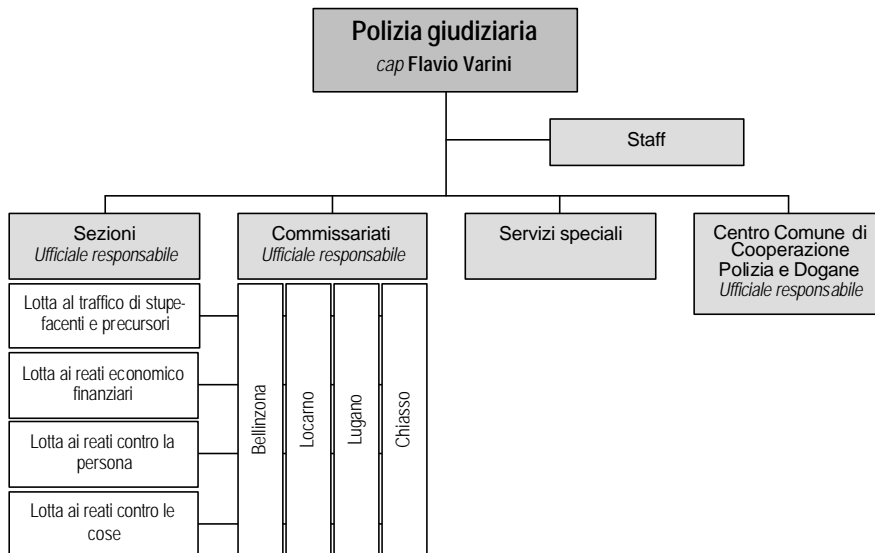 Polizia giudiziaria
cap Flavio Varini
Staff
Sezioni
Ufficiale responsabile
Commissariati
Ufficiale responsabile
Servizi speciali
Centro Comune di
Cooperazione
Polizia e Dogane
Ufficiale responsabile
Lotta al traffico di stupe-
facenti e precursori
Lotta ai reati economico
finanziari
Lotta ai reati contro la
persona
Lotta ai reati contro le
cose
Bellinzona
Locarno
Lugano
Chiasso